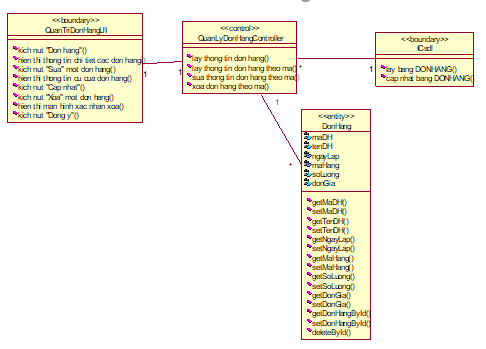 <<boundary>>
QuanTriDonHangUI
kich nut "Don hang"()
hien thi thong tin chi tiet cac don hang()
kich nut "Sua" mot don hang()
hien thi thong tin cu cua don hang()
kich nut "Cap nhat"()
kich nut "Xoa" mot don hang()
hien thi man hinh xac nhan xoa()
kich nut "Dong y"()
1
1
<<control>>
QuanLyDonHangController
lay thong tin don hang()
lay thong tin don hang theo ma()
sua thong tin don hang theo ma()
xoa don hang theo ma()
*
1
<<boundary>>
ICsdl
lay bang DONHANG()
cap nhat bang DONHANG()
1
*
<<entity>>
DonHang
maDH
tenDH
ngayLap
maHang
soLuong
donGia
getMaDH()
setMaDH()
getTenDH()
setTenDH()
getNgayLap()
setNgayLap()
getMaHang()
setMaHang()
getSoLuong()
setSoLuong()
getDonGia()
setDonGia()
getDonHangById()
setDonHangById()
deleteById()